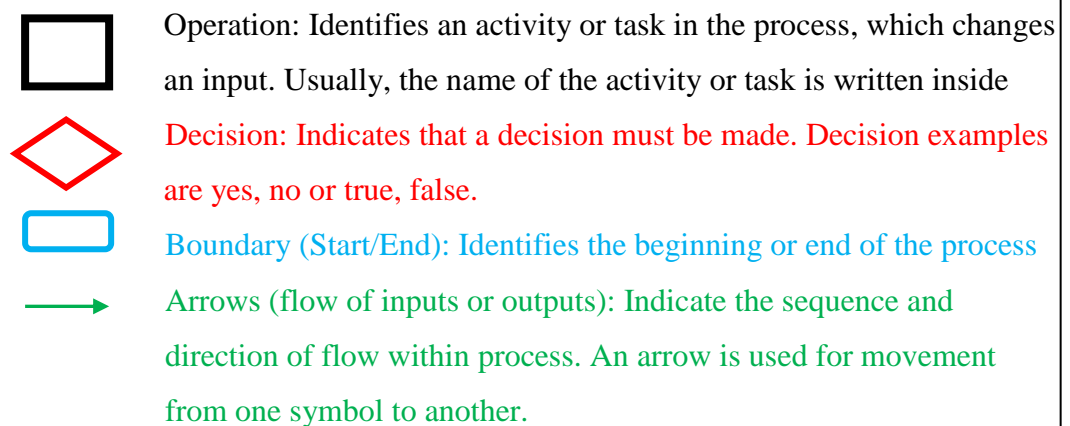 Operation: Identifies an activity or task in the process, which changes
an input. Usually, the name of the activity or task is written inside
Decision: Indicates that a decision must be made. Decision examples
are yes, no or true, false.
Boundary (Start/End): Identifies the beginning or end of the process
Arrows (flow of inputs or outputs): Indicate the sequence and
direction of flow within process. An arrow is used for movement
from one symbol to another.